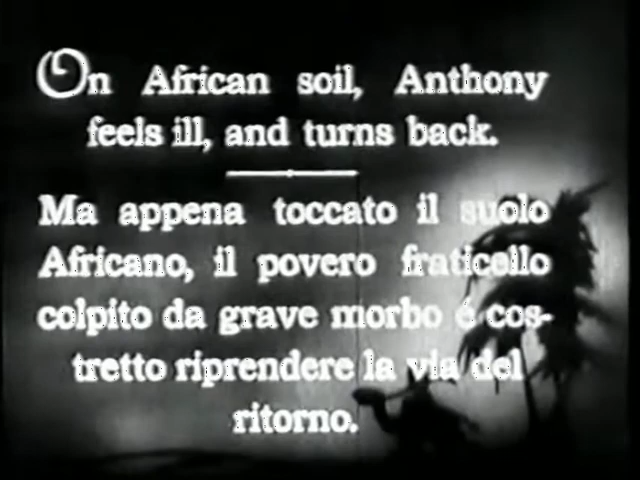 On African soil, Anthony
feels ill, and turns back.
Ma appena toccato il suolo
Africano, il povero fraticello
colpito da grave morbo é cos-
tretto riprendere la via del
ritorno.